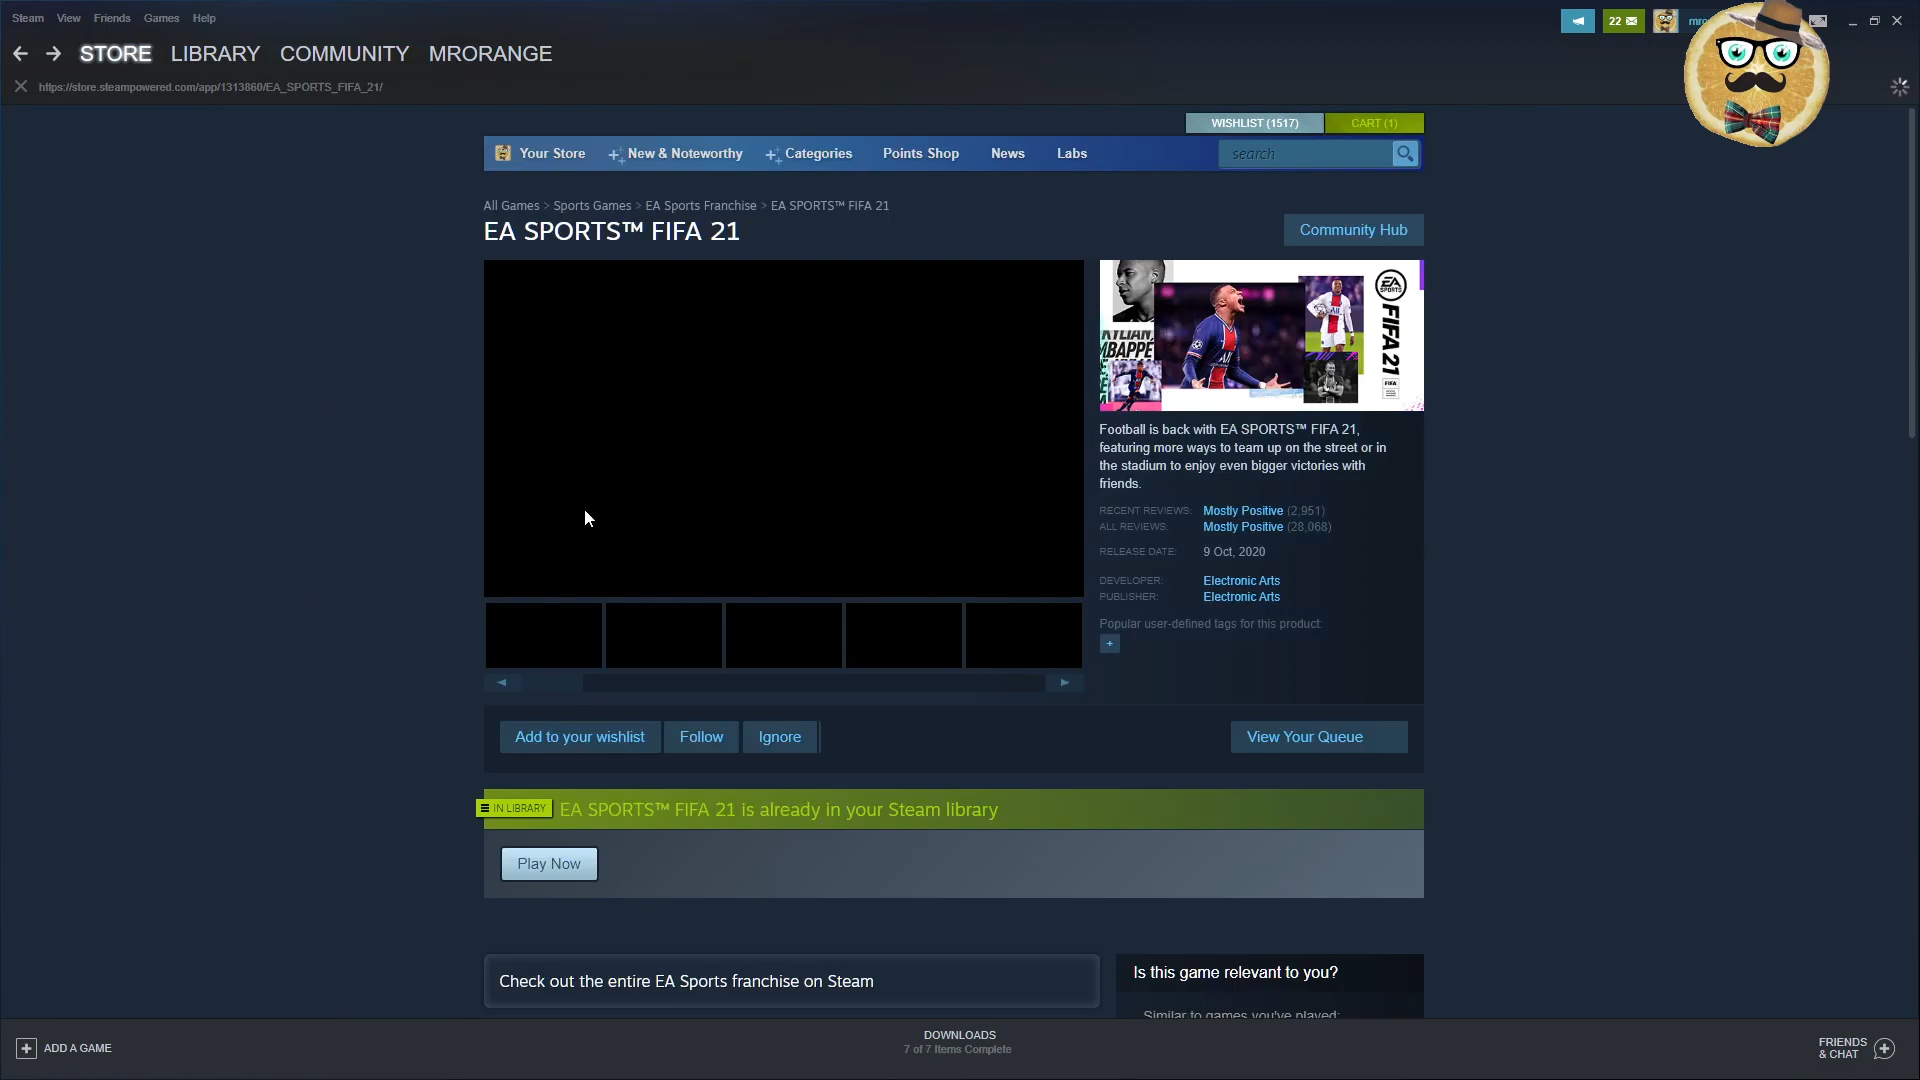 Steam View Friends Games Help
22
mro
STORE LIBRARY COMMUNITY MRORANGE
https://store.steampowered.com/app/1313860/EA_SPORTS_FIFA_21/
WISHLIST (1517) CART (1)
Your Store New & Noteworthy Categories Points Shop News Labs search
All Games > Sports Games > EA Sports Franchise > EA SPORTS™ FIFA 21
EA SPORTS™ FIFA 21
Community Hub
KYLIAN
MBAPPÉ
EA SPORTS
FIFA 21
FIFA
Football is back with EA SPORTS™ FIFA 21,
featuring more ways to team up on the street or in
the stadium to enjoy even bigger victories with
friends.
RECENT REVIEWS: Mostly Positive (2,951)
ALL REVIEWS: Mostly Positive (28,068)
RELEASE DATE: 9 Oct, 2020
DEVELOPER: Electronic Arts
PUBLISHER: Electronic Arts
Popular user-defined tags for this product:
+
Add to your wishlist Follow Ignore View Your Queue
IN LIBRARY EA SPORTS™ FIFA 21 is already in your Steam library
Play Now
Check out the entire EA Sports franchise on Steam
Is this game relevant to you?
Similar to games you've played:
ADD A GAME
DOWNLOADS
7 of 7 Items Complete
FRIENDS
& CHAT